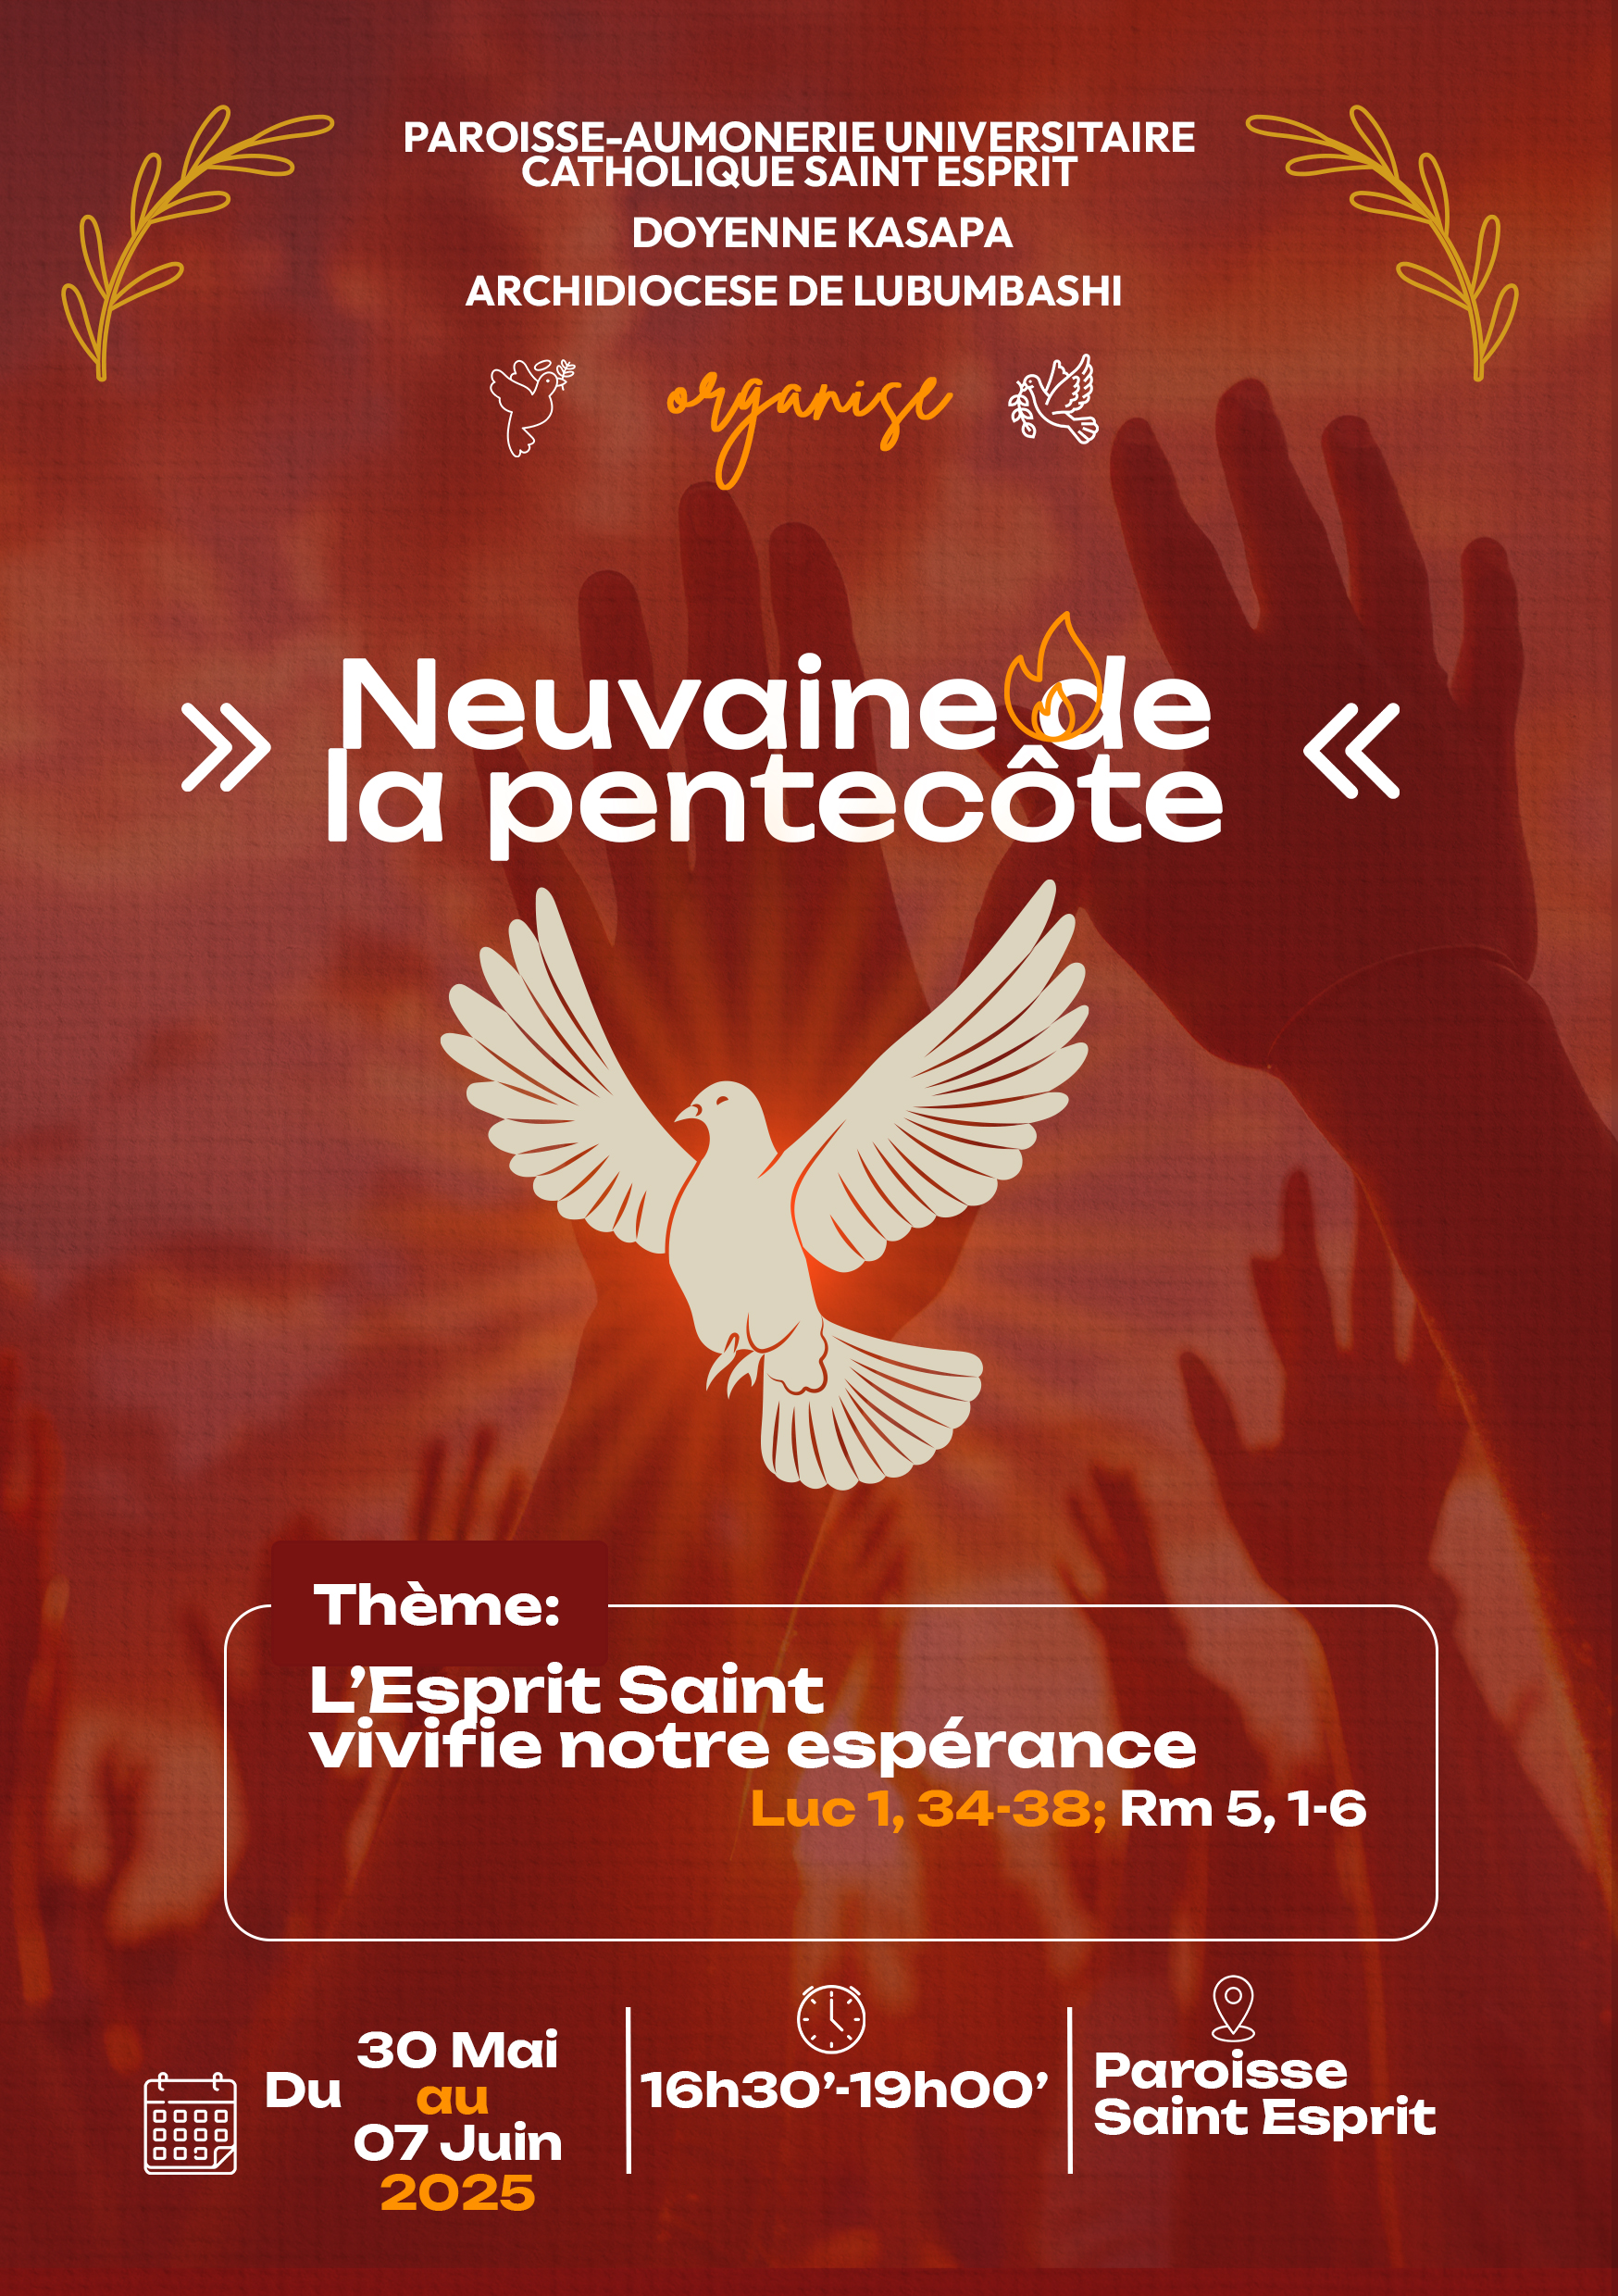 PAROISSE-AUMONERIE UNIVERSITAIRE
CATHOLIQUE SAINT ESPRIT
DOYENNE KASAPA
ARCHIDIOCESE DE LUBUMBASHI
organise
Neuvaine de
la pentecôte
Thème:
L’Esprit Saint
vivifie notre espérance
Luc 1, 34-38; Rm 5, 1-6
Du
30 Mai
au
07 Juin
2025
16h30’-19h00’
Paroisse
Saint Esprit